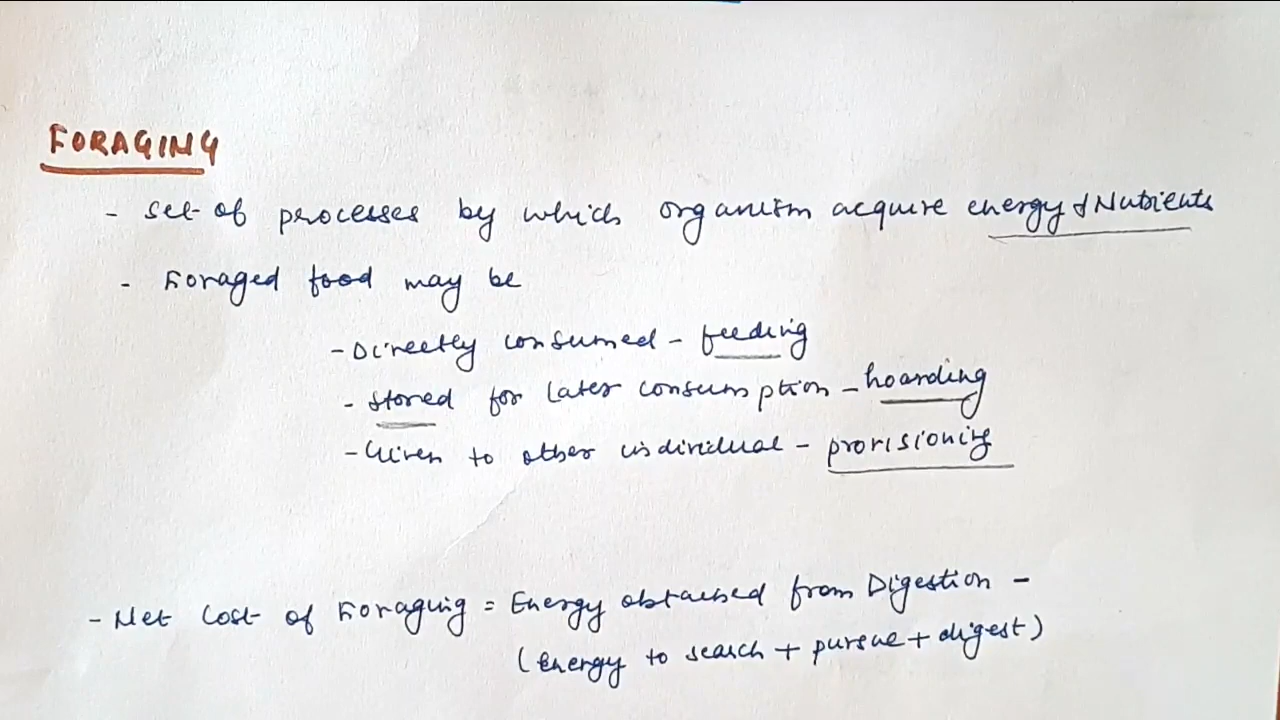 FORAGING
- Set of processes by which organism acquire energy & Nutrients
- Foraged food may be
- Directly consumed - feeding
- Stored for later consumption - hoarding
- Given to other individual - provisioning
- Net Cost of Foraging = Energy obtained from Digestion -
(Energy to search + pursue + digest)